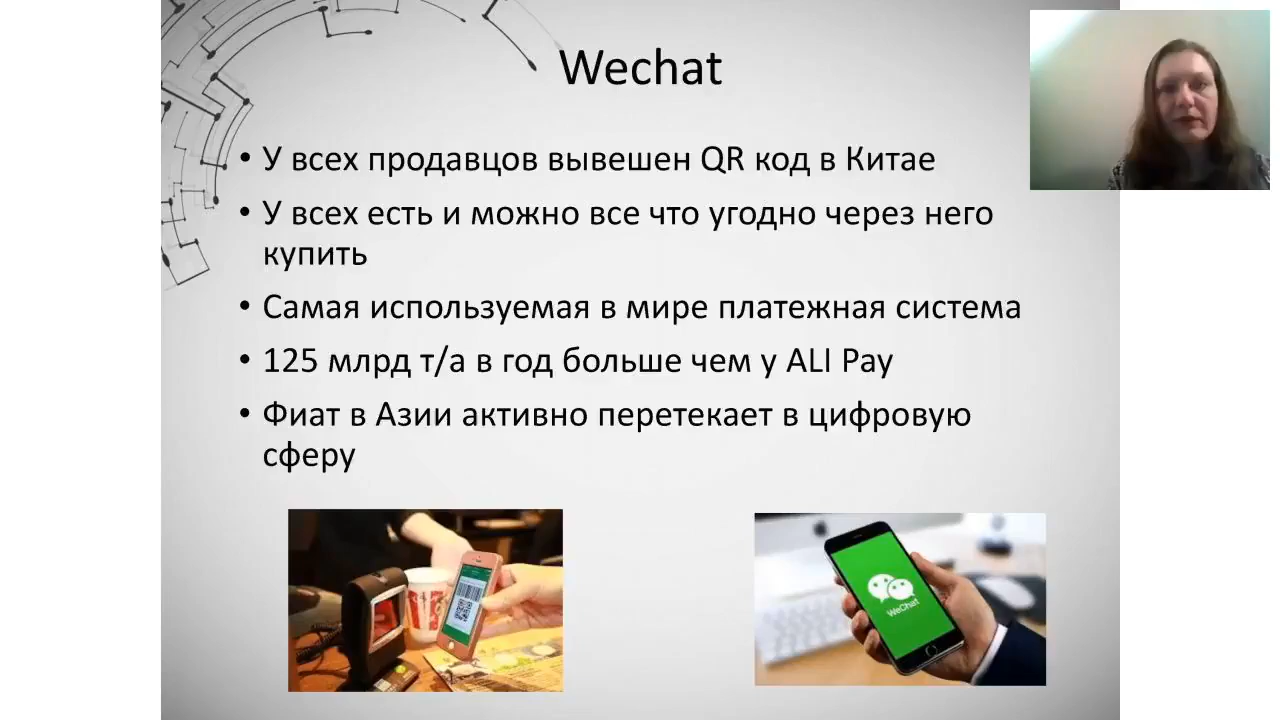 Wechat
• У всех продавцов вывешен QR код в Китае
• У всех есть и можно все что угодно через него
купить
• Самая используемая в мире платежная система
• 125 млрд т/а в год больше чем у ALI Pay
• Фиат в Азии активно перетекает в цифровую
сферу
WeChat